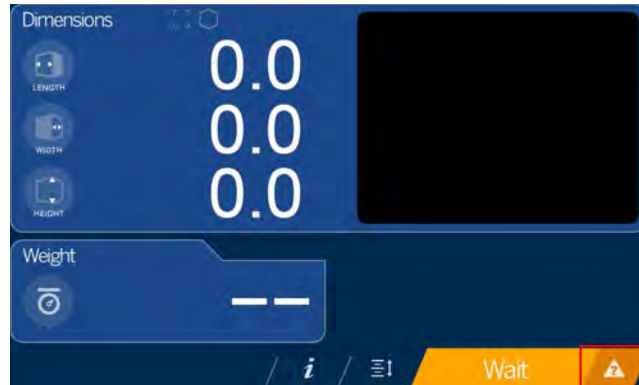 Dimensions
LENGTH
0.0
WIDTH
0.0
HEIGHT
0.0
Weight
--
i
Wait
?